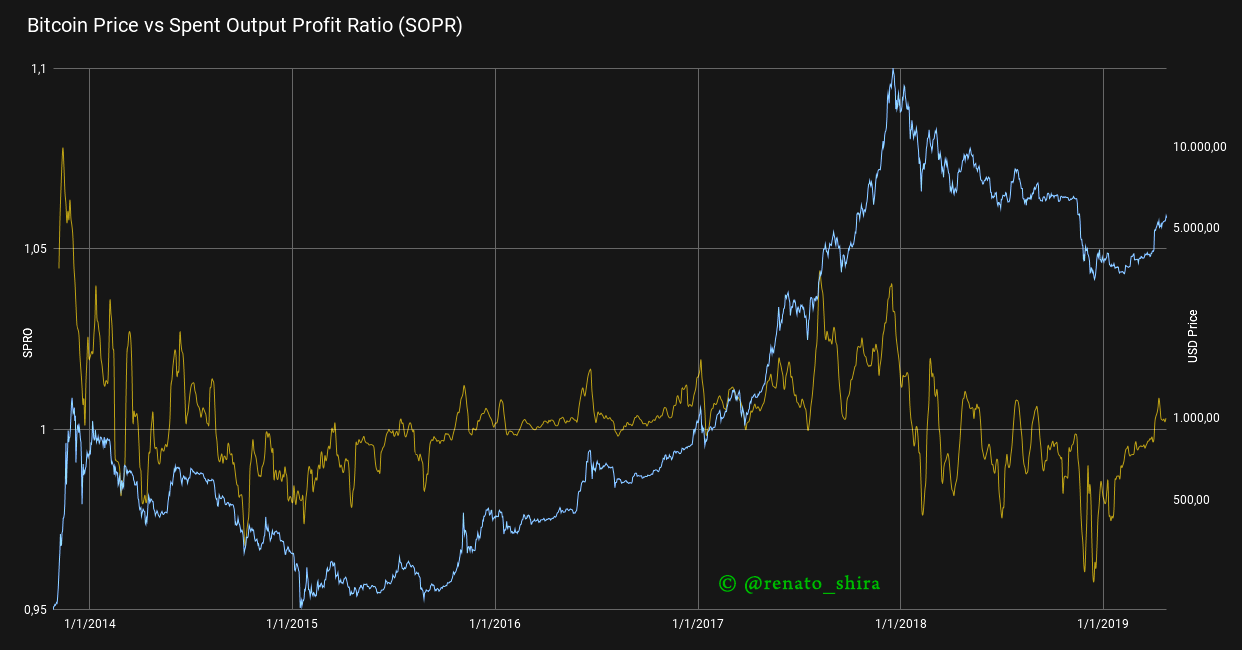 Bitcoin Price vs Spent Output Profit Ratio (SOPR)
1,1
1,05
1
0,95
SPRO
10.000,00
5.000,00
1.000,00
500,00
USD Price
© @renato_shira
1/1/2014 1/1/2015 1/1/2016 1/1/2017 1/1/2018 1/1/2019